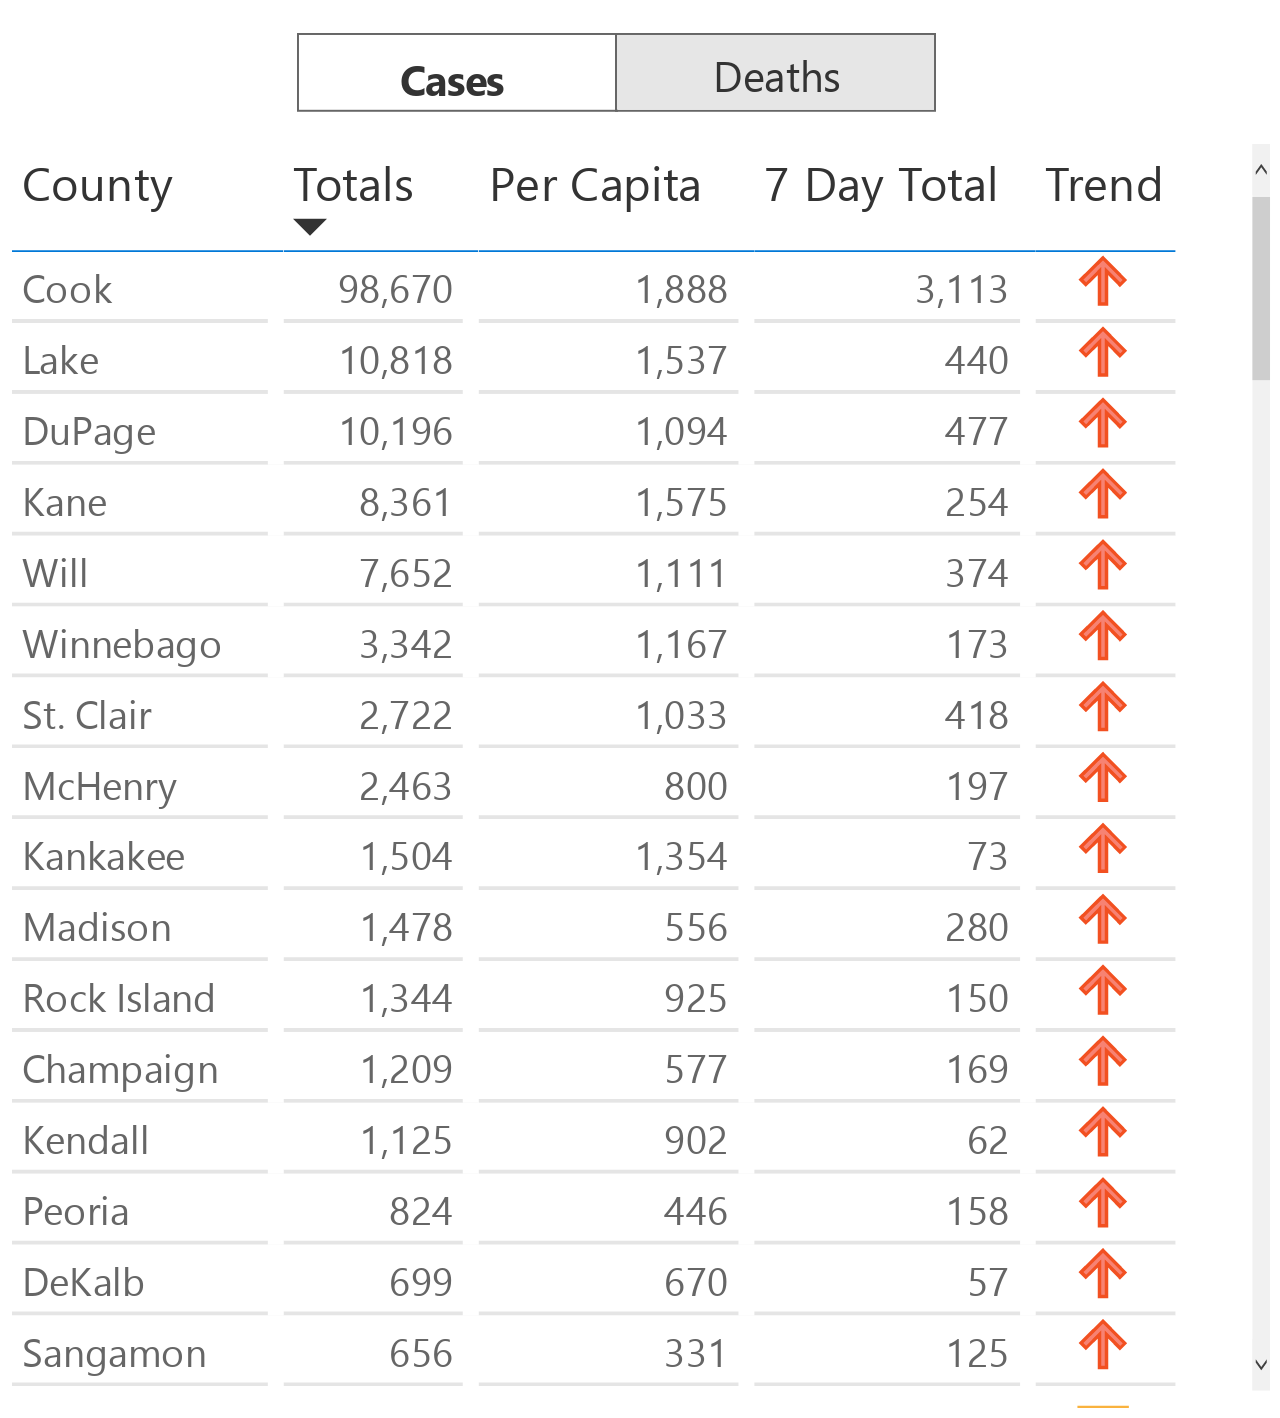 Cases Deaths
County Totals Per Capita 7 Day Total Trend
Cook 98,670 1,888 3,113
Lake 10,818 1,537 440
DuPage 10,196 1,094 477
Kane 8,361 1,575 254
Will 7,652 1,111 374
Winnebago 3,342 1,167 173
St. Clair 2,722 1,033 418
McHenry 2,463 800 197
Kankakee 1,504 1,354 73
Madison 1,478 556 280
Rock Island 1,344 925 150
Champaign 1,209 577 169
Kendall 1,125 902 62
Peoria 824 446 158
DeKalb 699 670 57
Sangamon 656 331 125